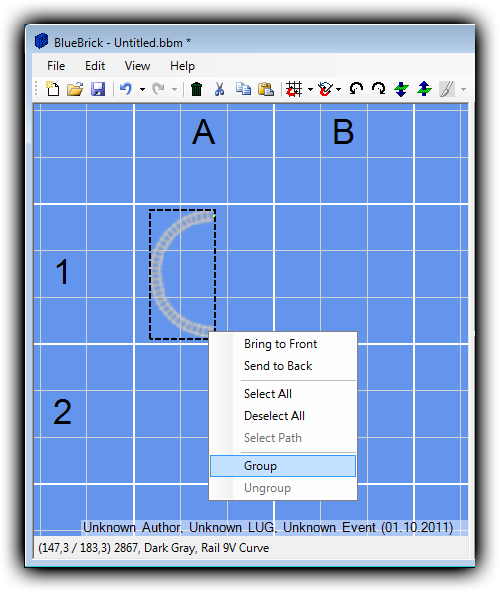 BlueBrick - Untitled.bbm *
File Edit View Help
A B
1
Bring to Front
Send to Back
Select All
Deselect All
2
Select Path
Group
Ungroup
Unknown Author, Unknown LUG, Unknown Event (01.10.2011)
(147,3 / 183,3) 2867, Dark Gray, Rail 9V Curve